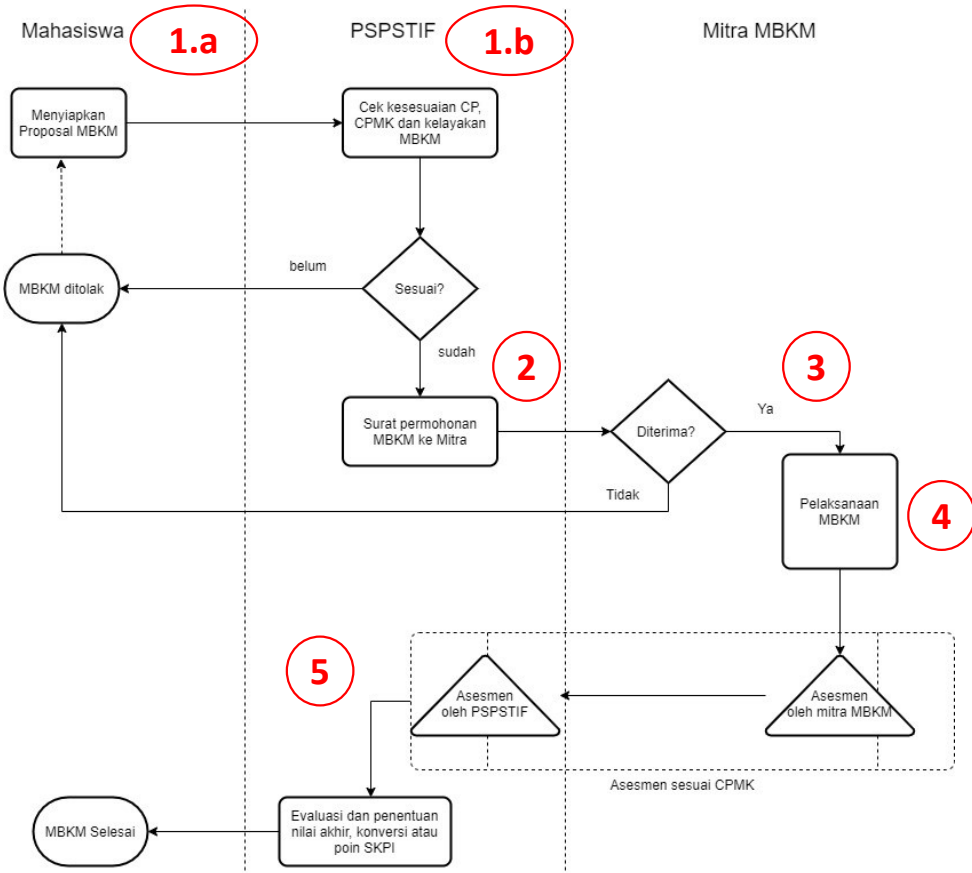 Mahasiswa
1.a
PSPSTIF
1.b
Mitra MBKM
Menyiapkan
Proposal MBKM
Cek kesesuaian CP,
CPMK dan kelayakan
MBKM
belum
MBKM ditolak
Sesuai?
sudah
2
3
Surat permohonan
MBKM ke Mitra
Diterima?
Ya
Tidak
Pelaksanaan
MBKM
4
5
Asesmen
oleh PSPSTIF
Asesmen
oleh mitra MBKM
Asesmen sesuai CPMK
MBKM Selesai
Evaluasi dan penentuan
nilai akhir, konversi atau
poin SKPI